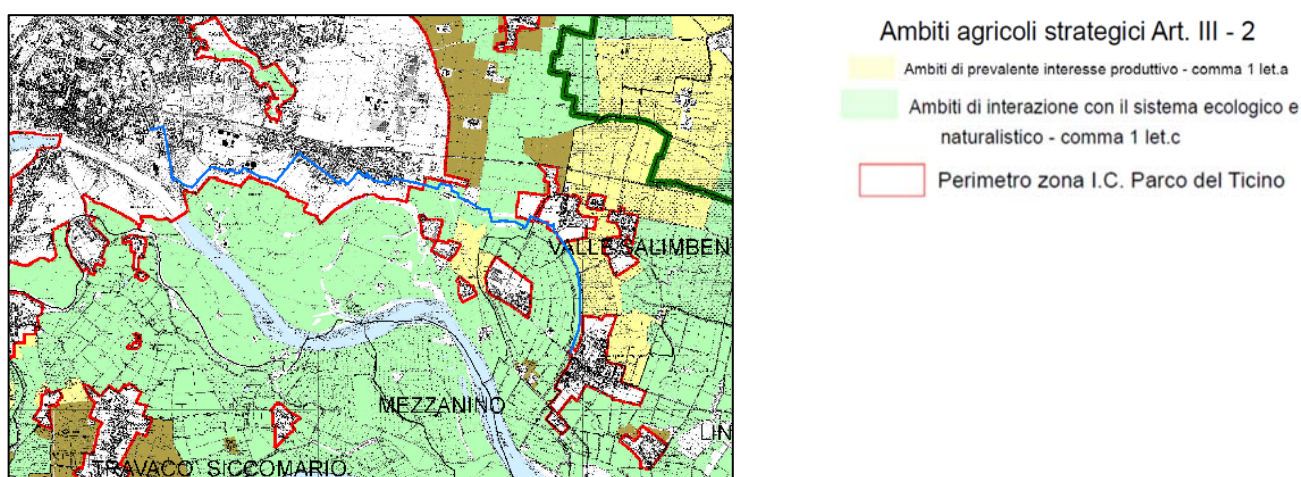 VALLE SALIMBEN
MEZZANINO
LIN
TRAVACO' SICCOMARIO
Ambiti agricoli strategici Art. III - 2
Ambiti di prevalente interesse produttivo - comma 1 let.a
Ambiti di interazione con il sistema ecologico e
naturalistico - comma 1 let.c
Perimetro zona I.C. Parco del Ticino